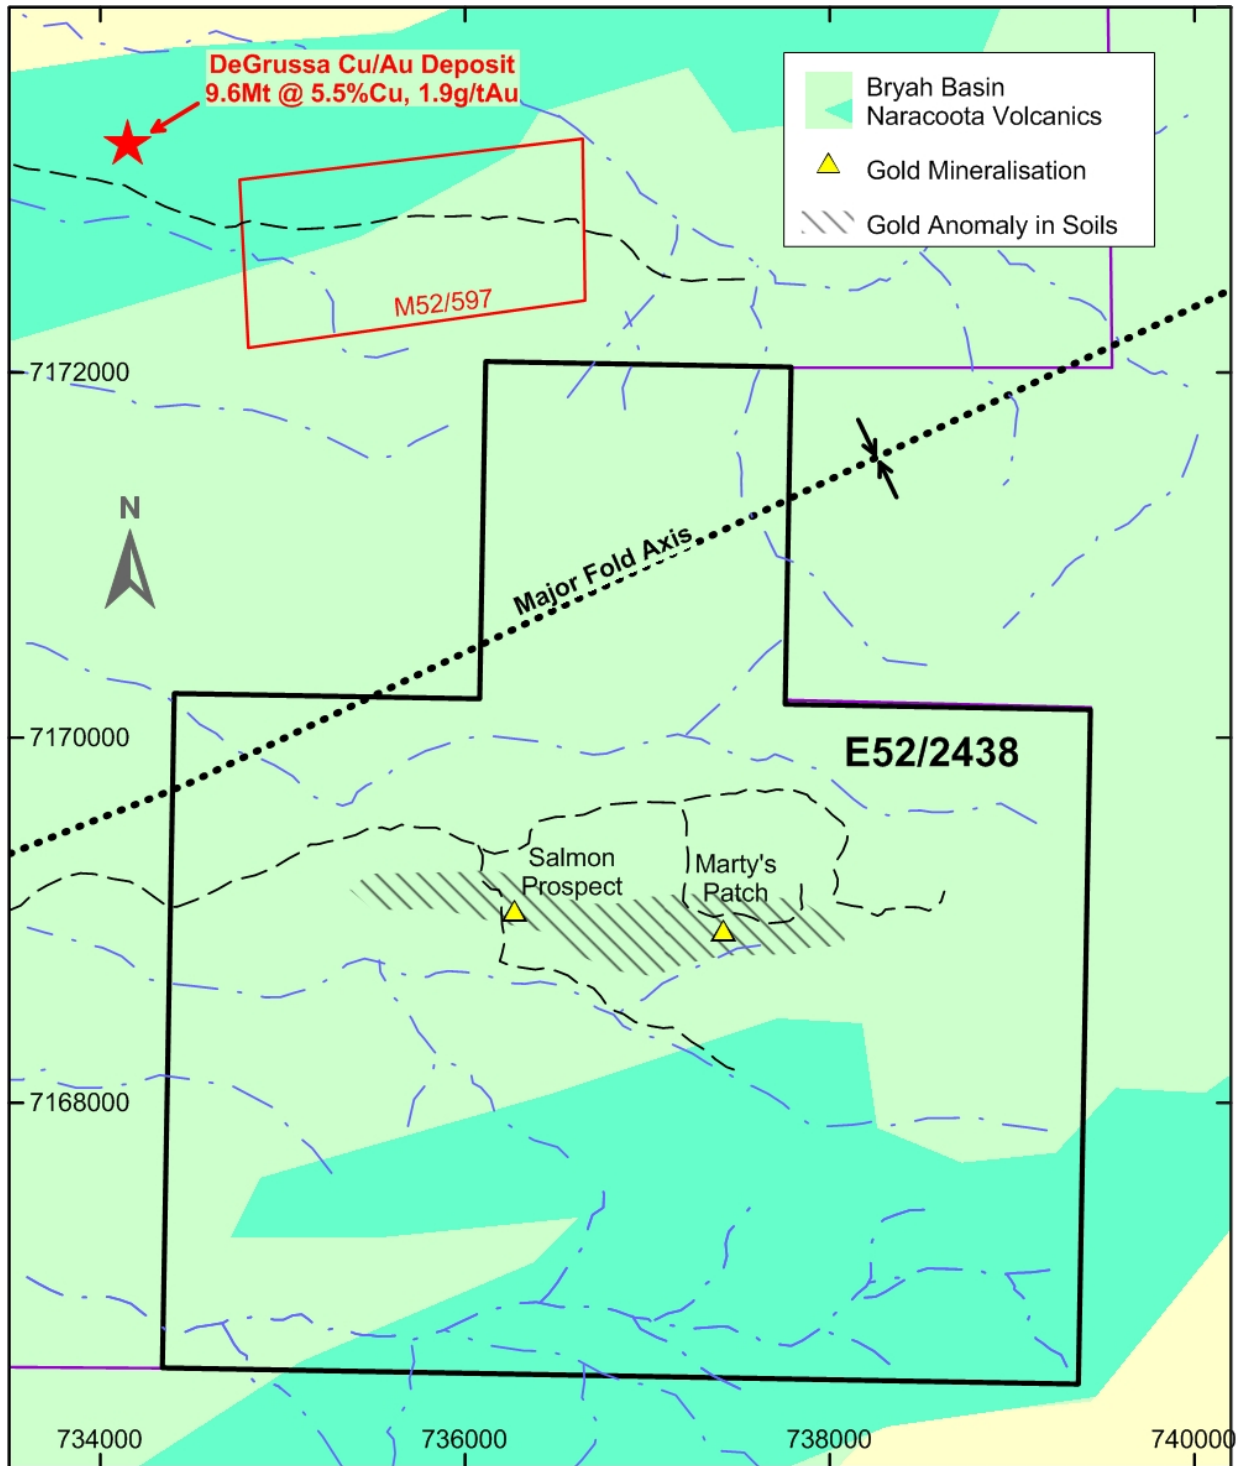 DeGrussa Cu/Au Deposit
9.6Mt @ 5.5%Cu, 1.9g/tAu
Bryah Basin
Naracoota Volcanics
Gold Mineralisation
Gold Anomaly in Soils
M52/597
7172000
N
Major Fold Axis
7170000
E52/2438
Salmon
Prospect
Marty's
Patch
7168000
734000
736000
738000
740000